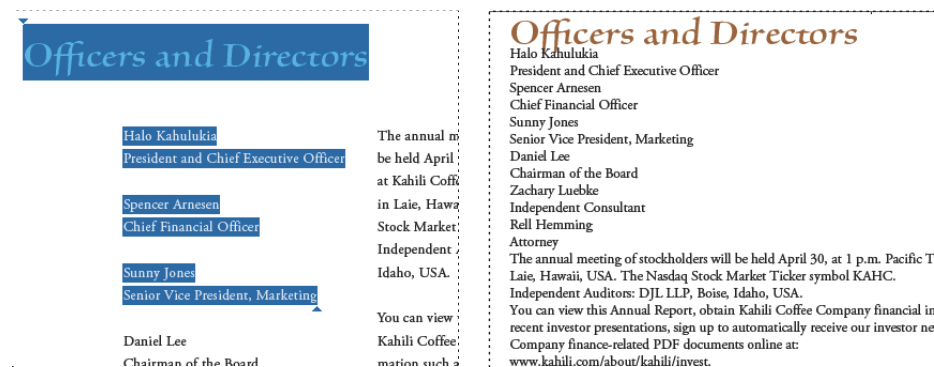 Officers and Directors
Halo Kahulukia
President and Chief Executive Officer
Spencer Arnesen
Chief Financial Officer
Sunny Jones
Senior Vice President, Marketing
Daniel Lee
Chairman of the Board
The annual m
be held April
at Kahili Coff
in Laie, Hawa
Stock Market
Independent
Idaho, USA.
You can view
Kahili Coffee
mation such a
Officers and Directors
Halo Kahulukia
President and Chief Executive Officer
Spencer Arnesen
Chief Financial Officer
Sunny Jones
Senior Vice President, Marketing
Daniel Lee
Chairman of the Board
Zachary Luebke
Independent Consultant
Rell Hemming
Attorney
The annual meeting of stockholders will be held April 30, at 1 p.m. Pacific T
Laie, Hawaii, USA. The Nasdaq Stock Market Ticker symbol KAHC.
Independent Auditors: DJL LLP, Boise, Idaho, USA.
You can view this Annual Report, obtain Kahili Coffee Company financial in
recent investor presentations, sign up to automatically receive our investor ne
Company finance-related PDF documents online at:
www.kahili.com/about/kahili/invest.